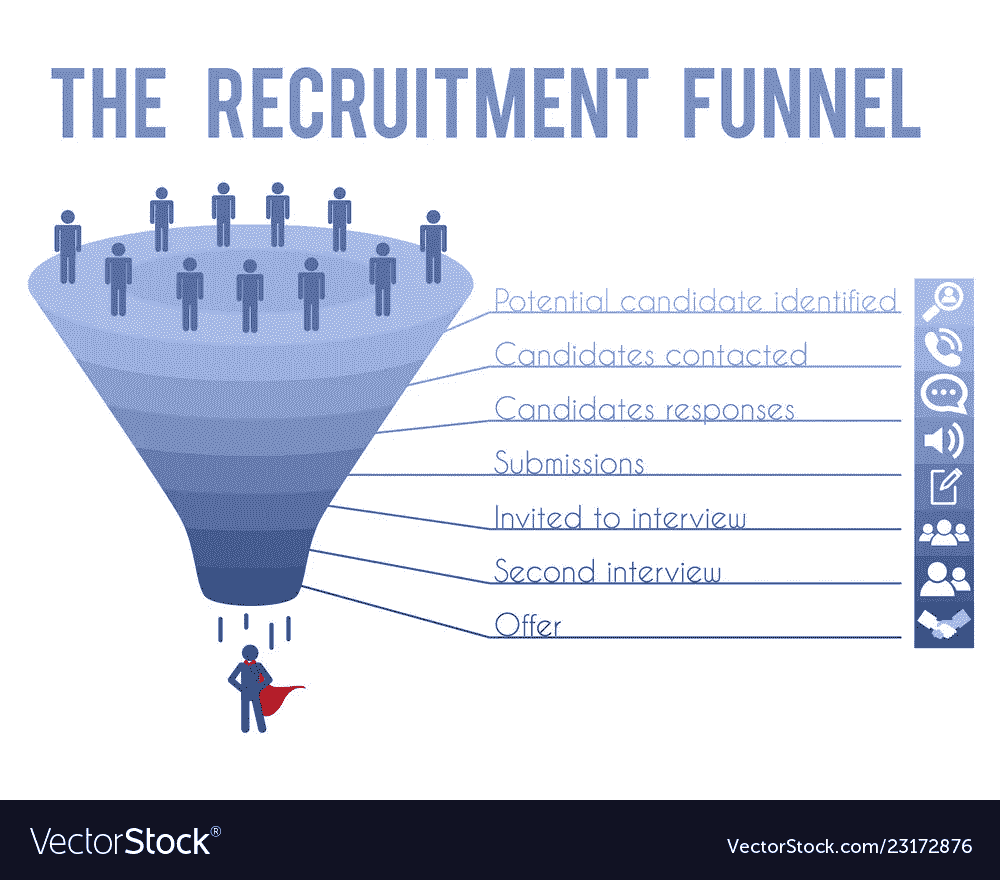 THE RECRUITMENT FUNNEL
Potential candidate identified
Candidates contacted
Candidates responses
Submissions
Invited to interview
Second interview
Offer
VectorStock®
VectorStock.com/23172876